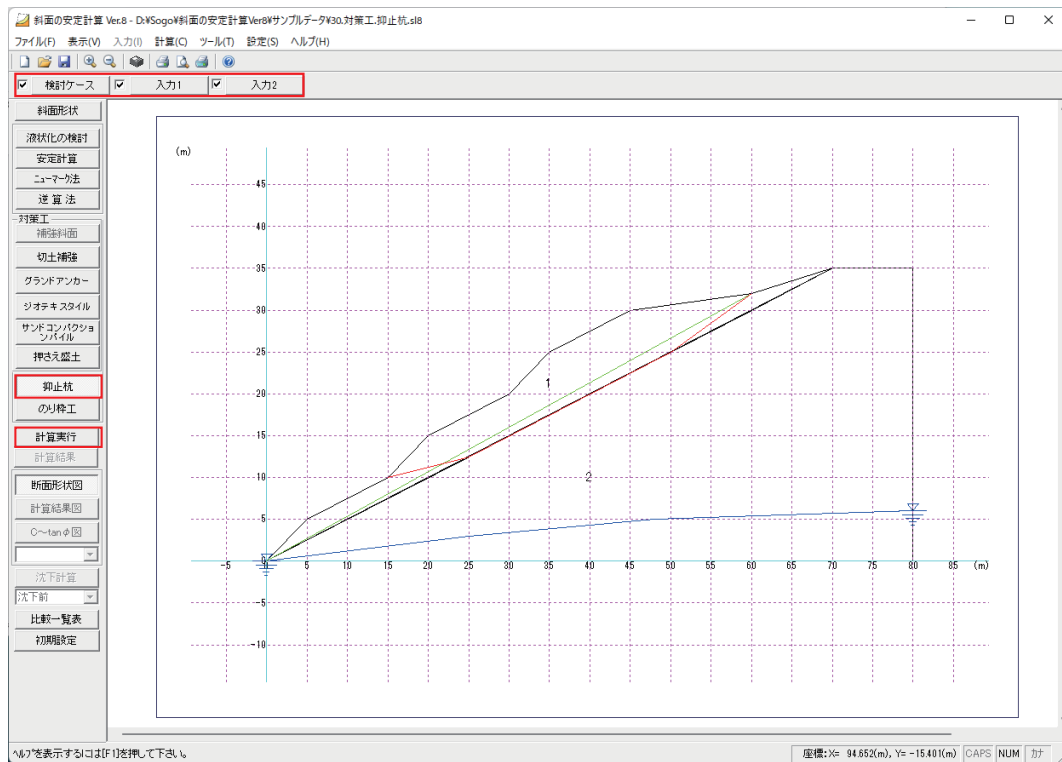 斜面の安定計算 Ver.8 - D:¥Sogo¥斜面の安定計算Ver8¥サンプルデータ¥30.対策工.抑止杭.sl8
ファイル(F) 表示(V) 入力(I) 計算(C) ツール(T) 設定(S) ヘルプ(H)
検討ケース 入力1 入力2
斜面形状
液状化の検討
安定計算
ニューマーク法
逆算法
対策工
補強斜面
切土補強
グランドアンカー
ジオテキスタイル
サンドコンパクショ
ンパイル
押さえ盛土
抑止杭
のり枠工
計算実行
計算結果
断面形状図
計算結果図
C～tanφ図
沈下計算
沈下前
比較一覧表
初期設定
(m)
45
40
35
30
25
20
15
10
5
0
-5
-10
1
2
-5 0 5 10 15 20 25 30 35 40 45 50 55 60 65 70 75 80 85 (m)
ヘルプを表示するには[F1]を押して下さい。
座標:X= 94.652(m), Y= -15.401(m) CAPS NUM カナ